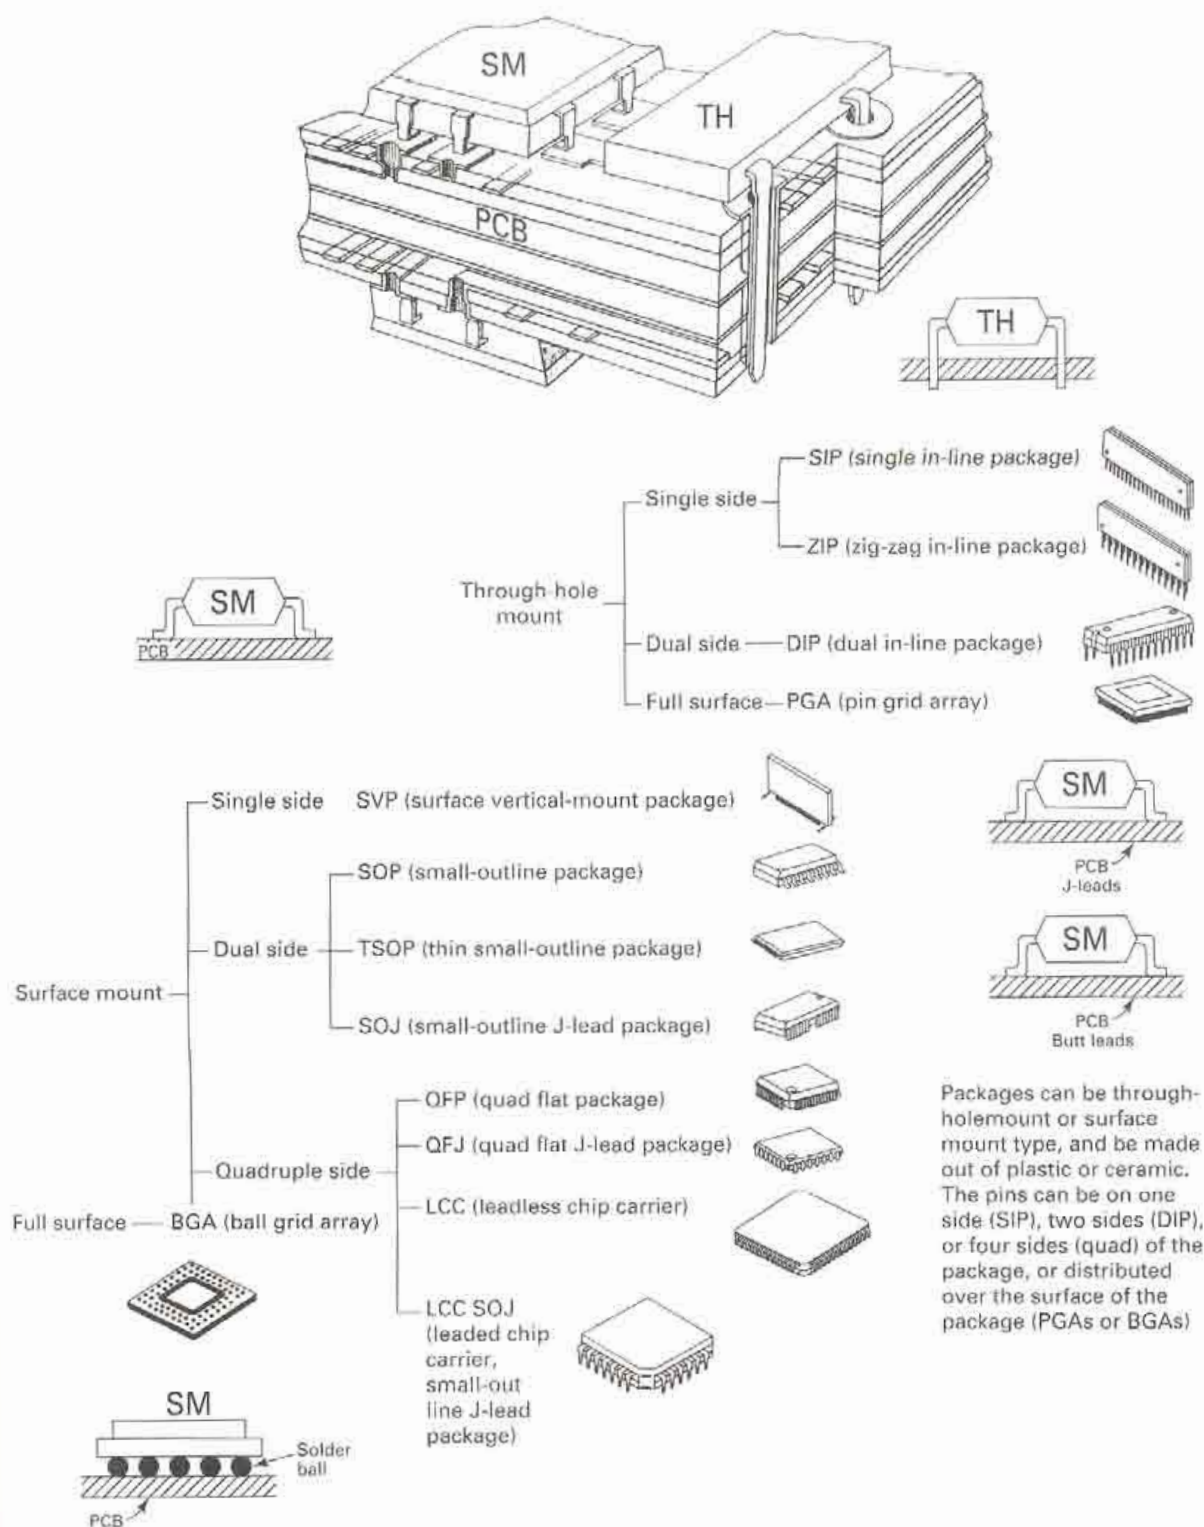 SM
TH
PCB
TH
SIP (single in-line package)
Single side
ZIP (zig-zag in-line package)
Through-hole
mount
SM
PCB
Dual side
DIP (dual in-line package)
Full surface
PGA (pin grid array)
Single side
SVP (surface vertical-mount package)
SM
PCB
J-leads
SOP (small-outline package)
Dual side
TSOP (thin small-outline package)
SM
PCB
Butt leads
Surface mount
SOJ (small-outline J-lead package)
QFP (quad flat package)
QFJ (quad flat J-lead package)
Quadruple side
LCC (leadless chip carrier)
Full surface
BGA (ball grid array)
LCC SOJ
(leaded chip
carrier,
small-out
line J-lead
package)
Packages can be through-
holemount or surface
mount type, and be made
out of plastic or ceramic.
The pins can be on one
side (SIP), two sides (DIP),
or four sides (quad) of the
package, or distributed
over the surface of the
package (PGAs or BGAs)
SM
Solder
ball
PCB